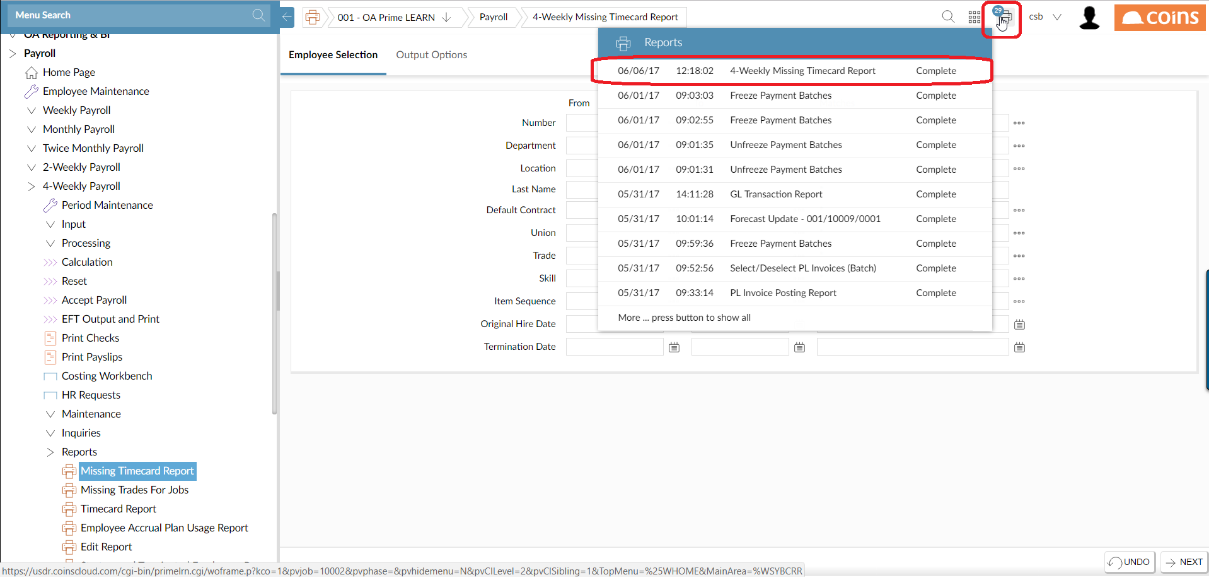 Menu Search
001 - OA Prime LEARN
Payroll
4-Weekly Missing Timecard Report
29
csb
COINS
OA Reporting & BI
Payroll
Home Page
Employee Maintenance
Weekly Payroll
Monthly Payroll
Twice Monthly Payroll
2-Weekly Payroll
4-Weekly Payroll
Period Maintenance
Input
Processing
Calculation
Reset
Accept Payroll
EFT Output and Print
Print Checks
Print Payslips
Costing Workbench
HR Requests
Maintenance
Inquiries
Reports
Missing Timecard Report
Missing Trades For Jobs
Timecard Report
Employee Accrual Plan Usage Report
Edit Report
Employee Selection
Output Options
From
Number
Department
Location
Last Name
Default Contract
Union
Trade
Skill
Item Sequence
Original Hire Date
Termination Date
Reports
06/06/17 12:18:02 4-Weekly Missing Timecard Report Complete
06/01/17 09:03:03 Freeze Payment Batches Complete
06/01/17 09:02:55 Freeze Payment Batches Complete
06/01/17 09:01:35 Unfreeze Payment Batches Complete
06/01/17 09:01:31 Unfreeze Payment Batches Complete
05/31/17 14:11:28 GL Transaction Report Complete
05/31/17 10:01:14 Forecast Update - 001/10009/0001 Complete
05/31/17 09:59:36 Freeze Payment Batches Complete
05/31/17 09:52:56 Select/Deselect PL Invoices (Batch) Complete
05/31/17 09:33:14 PL Invoice Posting Report Complete
More ... press button to show all
UNDO
NEXT
https://usdr.coinscloud.com/cgi-bin/primelrn.cgi/woframe.p?kco=1&pvjob=10002&pvphase=&pvhidemenu=N&pvCILevel=2&pvCISibling=1&TopMenu=%25WHOME&MainArea=%WSYBCRR